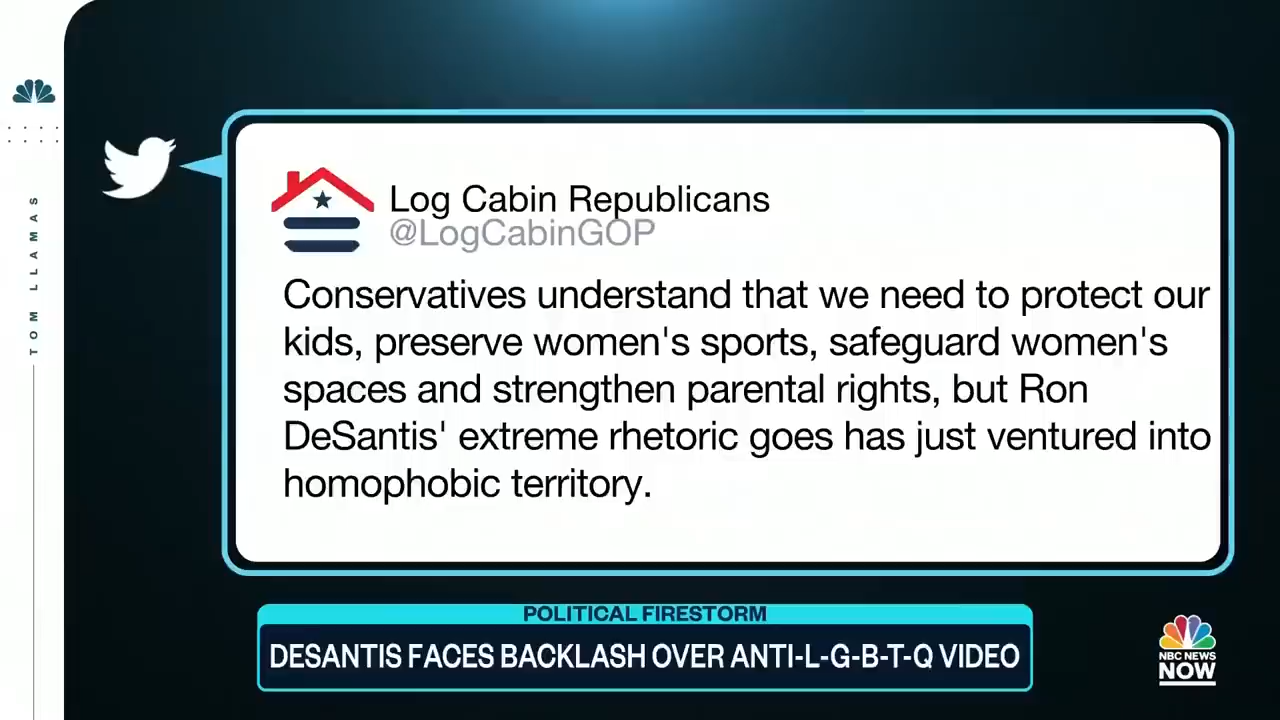 TOM LLAMAS
Log Cabin Republicans
@LogCabinGOP
Conservatives understand that we need to protect our
kids, preserve women's sports, safeguard women's
spaces and strengthen parental rights, but Ron
DeSantis' extreme rhetoric goes has just ventured into
homophobic territory.
POLITICAL FIRESTORM
DESANTIS FACES BACKLASH OVER ANTI-L-G-B-T-Q VIDEO
NBC NEWS
NOW